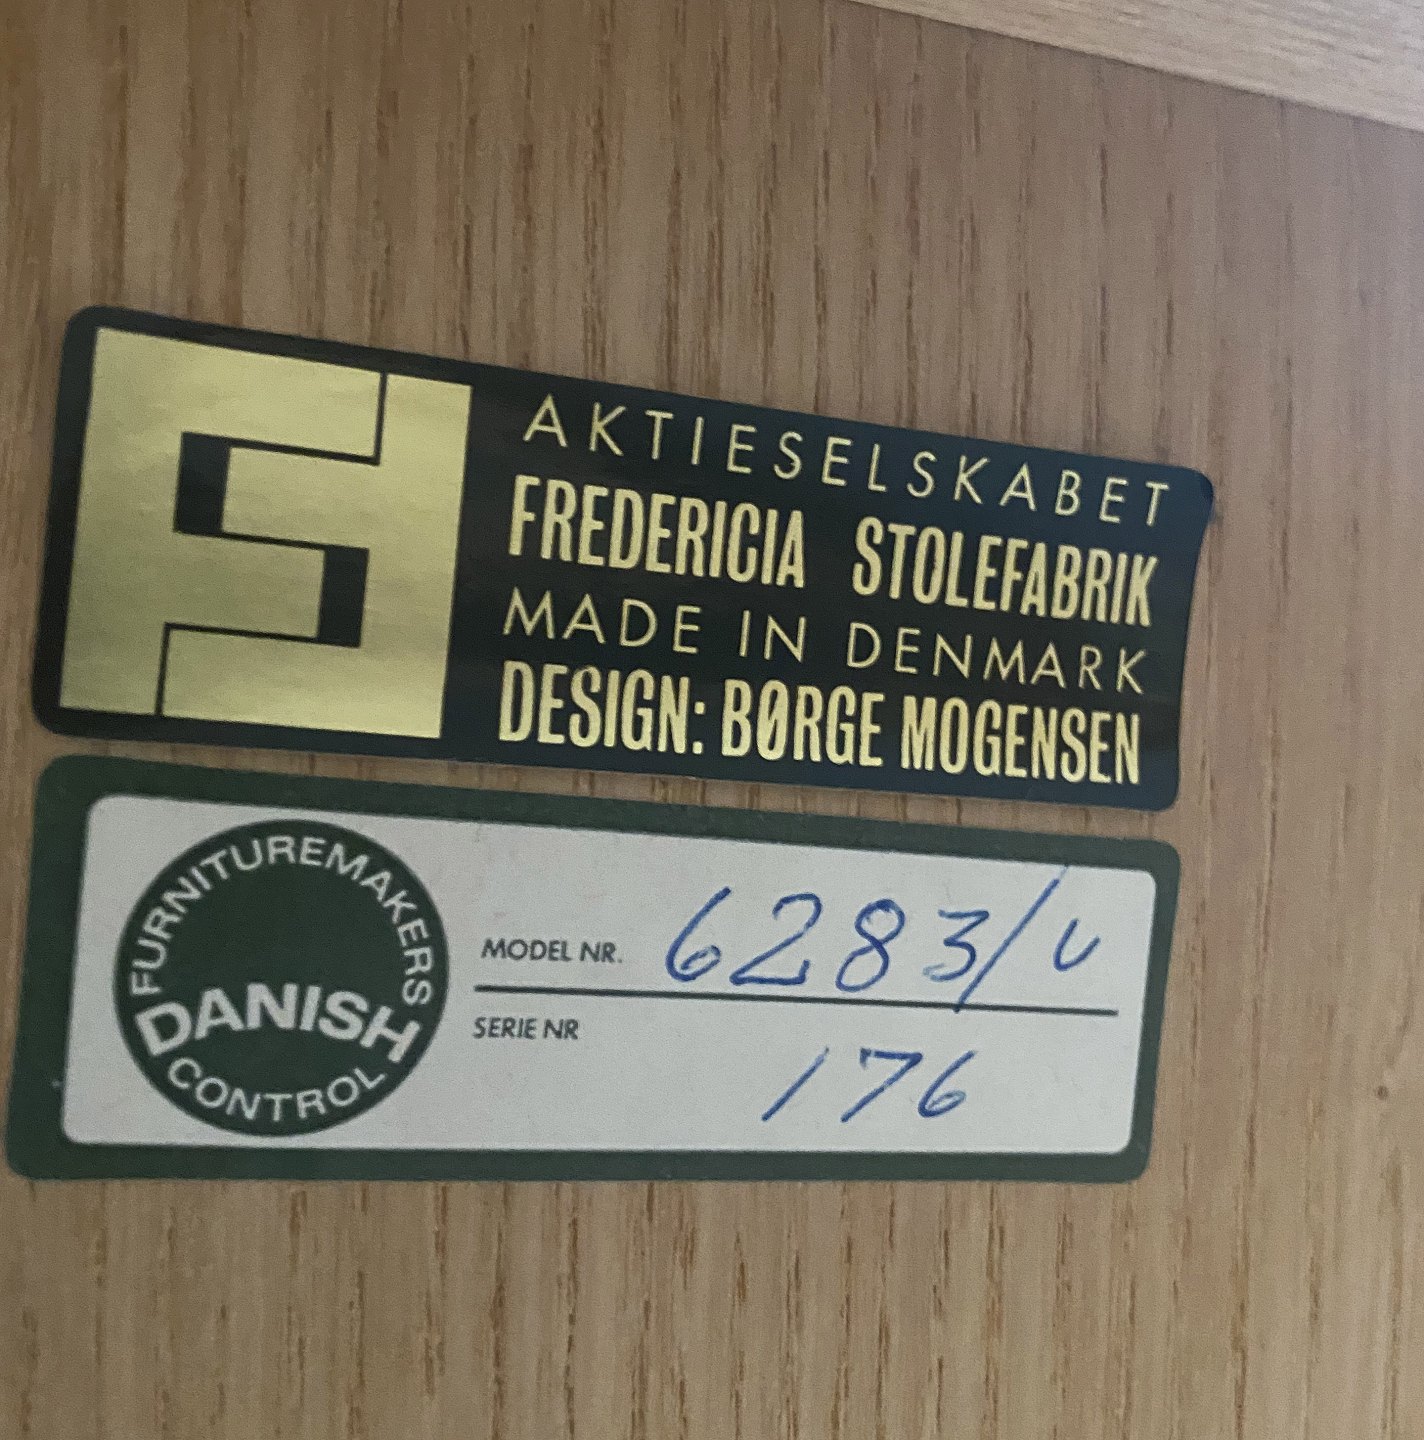 AKTIESELSKABET
FREDERICIA STOLEFABRIK
MADE IN DENMARK
DESIGN: BØRGE MOGENSEN
FURNITUREMAKERS
DANISH
CONTROL
MODEL NR. 6283/U
SERIE NR 176